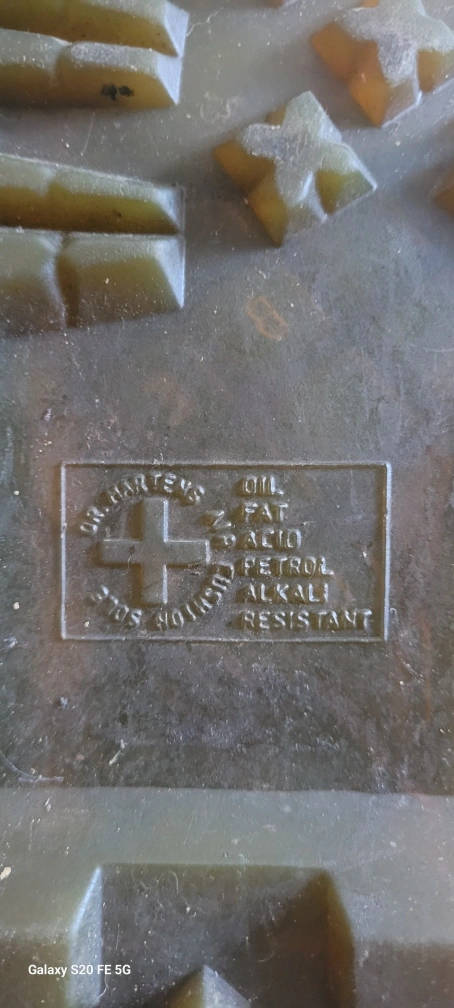 DR. MARTENS AIR CUSHION SOLE
OIL
FAT
ACID
PETROL
ALKALI
RESISTANT
Galaxy S20 FE 5G